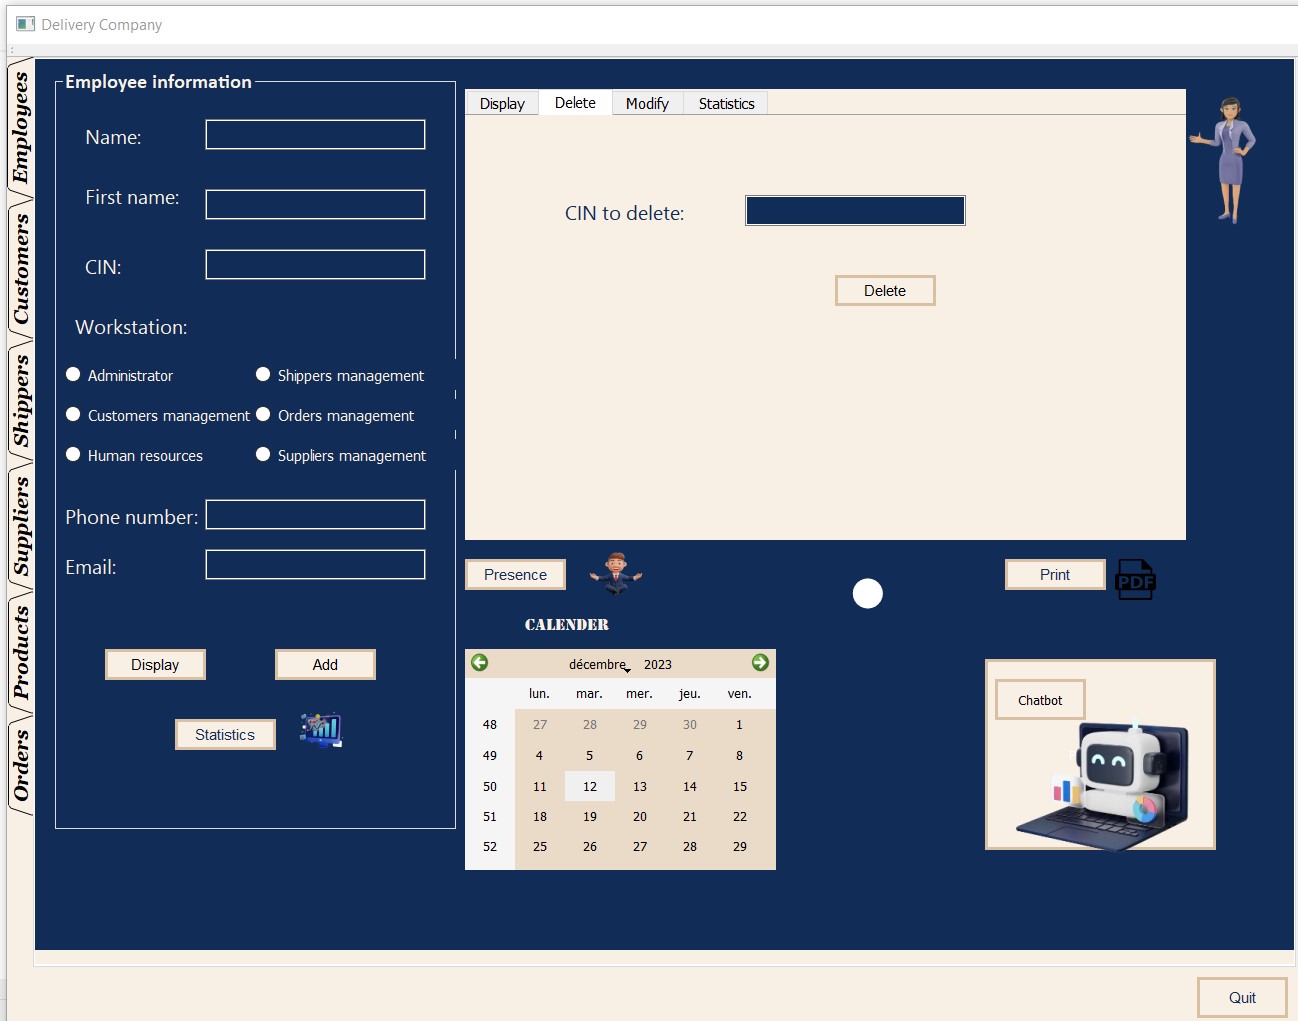 Delivery Company
Employees
Customers
Shippers
Suppliers
Products
Orders
Employee information
Name:
First name:
CIN:
Workstation:
Administrator
Shippers management
Customers management
Orders management
Human resources
Suppliers management
Phone number:
Email:
Display
Add
Statistics
Display Delete Modify Statistics
CIN to delete:
Delete
Presence
Print
PDF
CALENDER
décembre 2023
lun. mar. mer. jeu. ven.
48 27 28 29 30 1
49 4 5 6 7 8
50 11 12 13 14 15
51 18 19 20 21 22
52 25 26 27 28 29
Chatbot
Quit